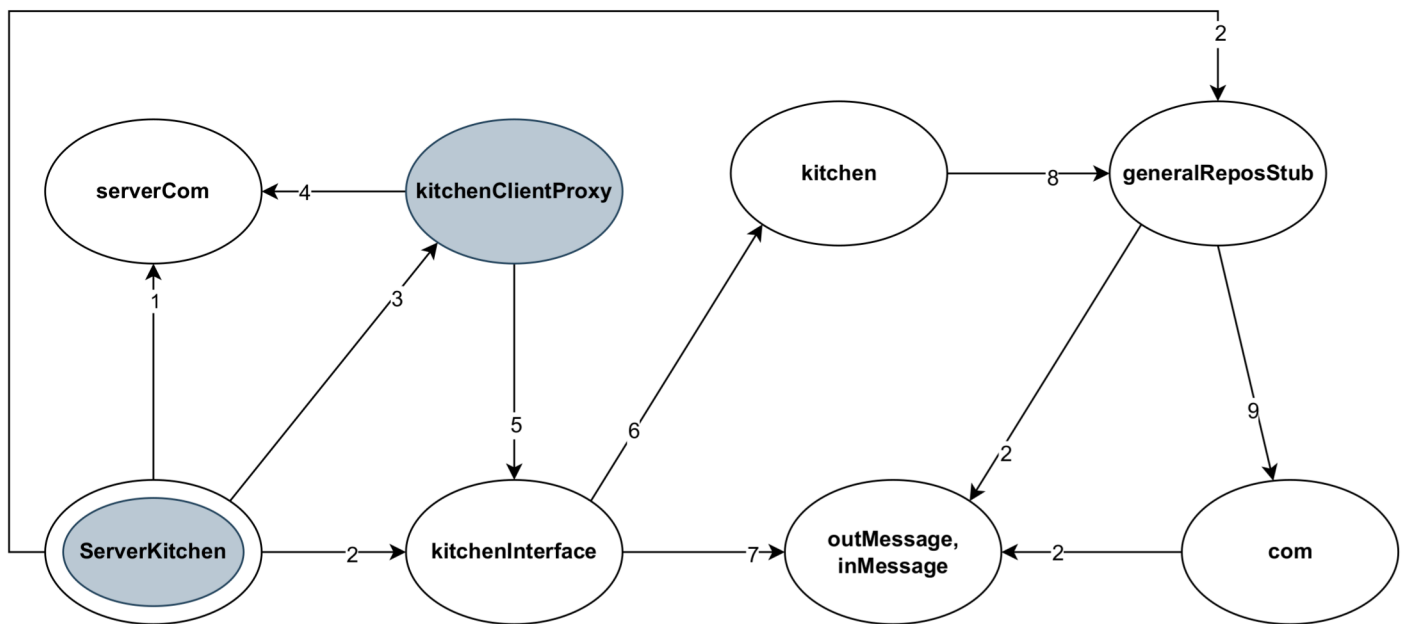 2
serverCom
kitchenClientProxy
kitchen
generalReposStub
4
8
1
3
5
6
2
9
ServerKitchen
2
kitchenInterface
7
outMessage,
inMessage
2
com